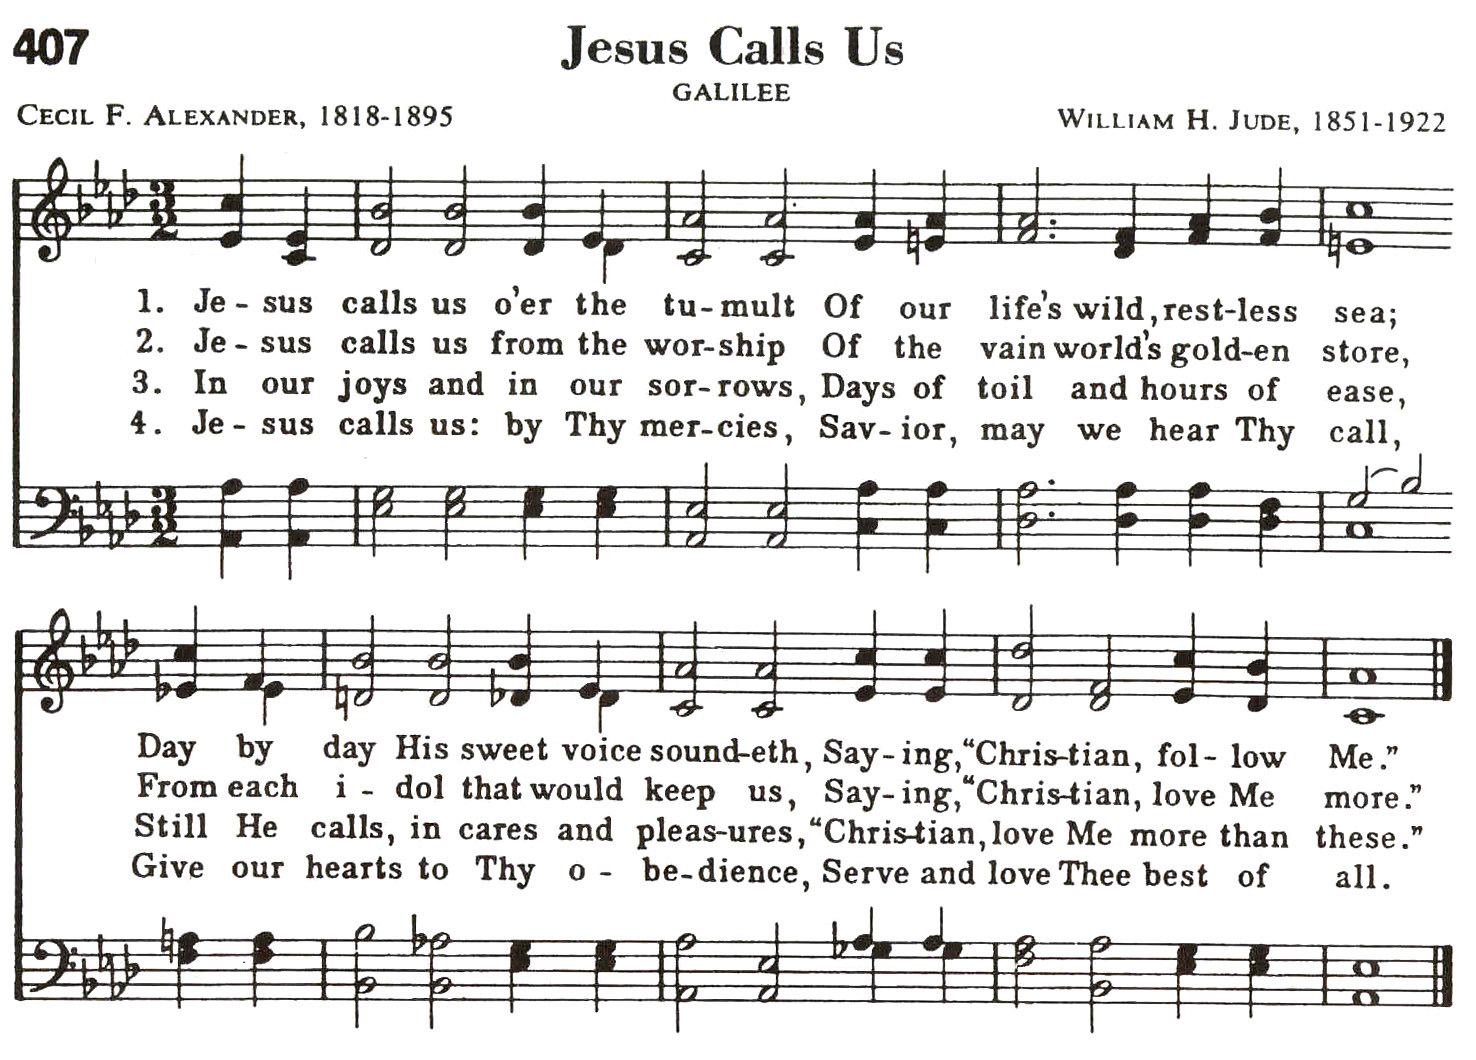 407
Jesus Calls Us
GALILEE
CECIL F. ALEXANDER, 1818-1895
WILLIAM H. JUDE, 1851-1922
1. Je - sus calls us o'er the tu - mult Of our life's wild, rest-less sea;
2. Je - sus calls us from the wor-ship Of the vain world's gold-en store,
3. In our joys and in our sor-rows, Days of toil and hours of ease,
4. Je - sus calls us: by Thy mer-cies, Sav - ior, may we hear Thy call,
Day by day His sweet voice sound-eth, Say - ing, “Chris-tian, fol - low Me.”
From each i - dol that would keep us, Say - ing, “Chris-tian, love Me more.”
Still He calls, in cares and pleas-ures, “Chris-tian, love Me more than these.”
Give our hearts to Thy o - be-dience, Serve and love Thee best of all.